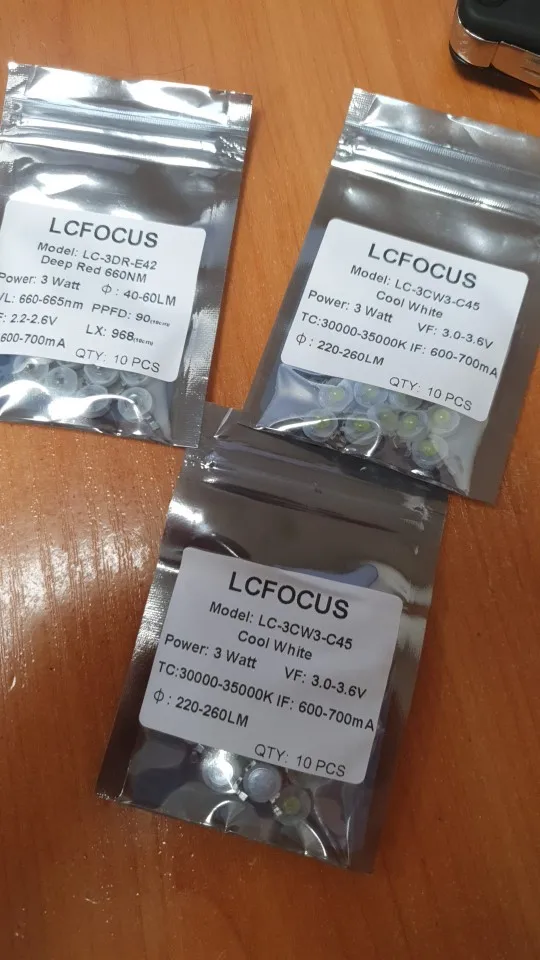 LCFOCUS
Model: LC-3DR-E42
Deep Red 660NM
Power: 3 Watt Φ : 40-60LM
VL: 660-665nm PPFD: 90(18cm)
F: 2.2-2.6V LX: 968(18cm)
600-700mA
QTY: 10 PCS
LCFOCUS
Model: LC-3CW3-C45
Cool White
Power: 3 Watt VF: 3.0-3.6V
TC:30000-35000K IF: 600-700mA
Φ : 220-260LM
QTY: 10 PCS
LCFOCUS
Model: LC-3CW3-C45
Cool White
Power: 3 Watt VF: 3.0-3.6V
TC:30000-35000K IF: 600-700mA
Φ : 220-260LM
QTY: 10 PCS